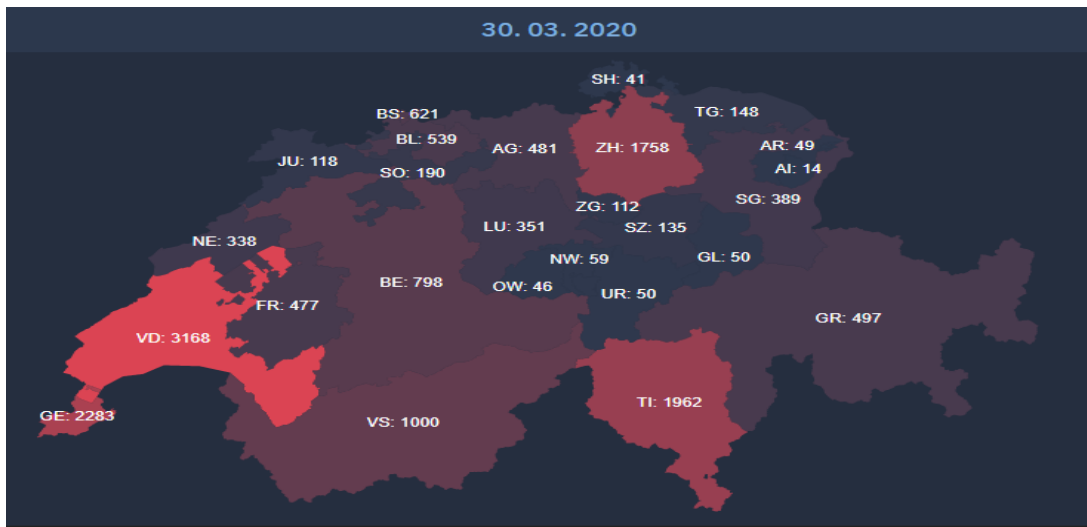 30. 03. 2020
SH: 41
BS: 621
TG: 148
BL: 539
AG: 481
ZH: 1758
AR: 49
JU: 118
SO: 190
AI: 14
ZG: 112
SG: 389
LU: 351
SZ: 135
NE: 338
NW: 59
GL: 50
BE: 798
OW: 46
UR: 50
FR: 477
GR: 497
VD: 3168
TI: 1962
GE: 2283
VS: 1000